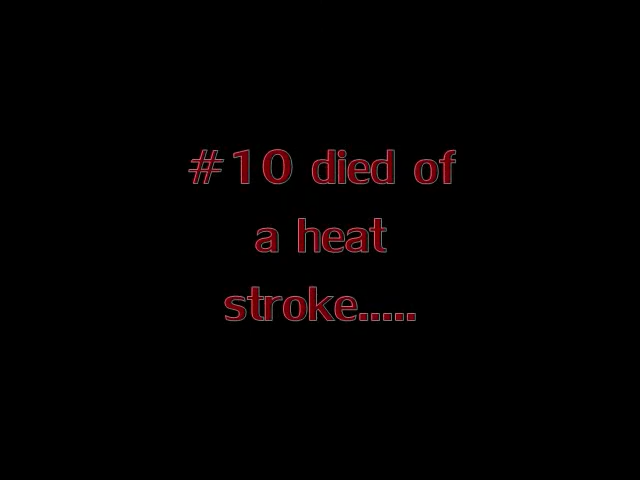 #10 died of
a heat
stroke.....